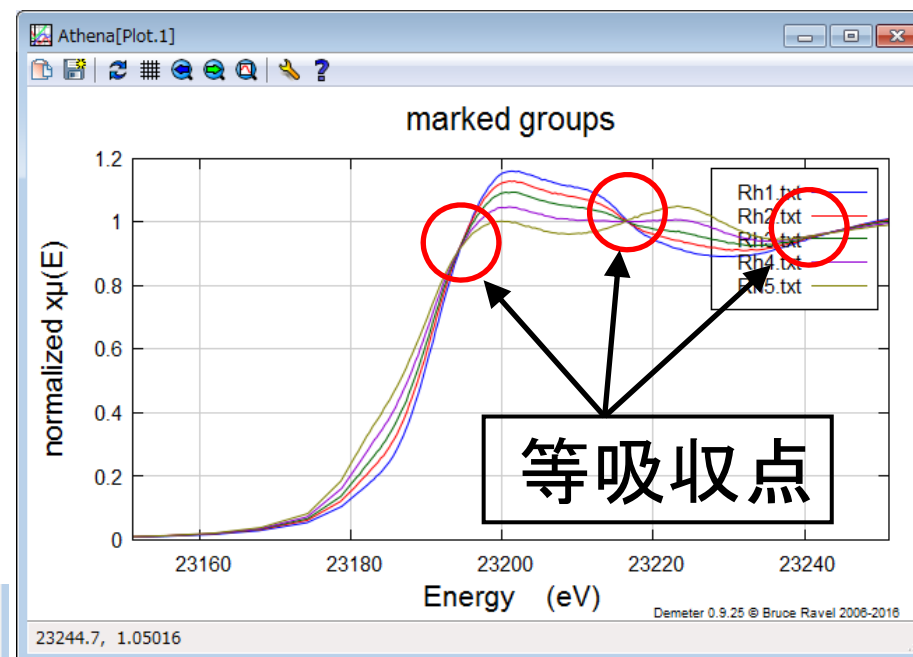 Athena[Plot.1]
marked groups
normalized xμ(E)
1.2
1
0.8
0.6
0.4
0.2
0
Rh1.txt
Rh2.txt
Rh3.txt
Rh4.txt
Rh5.txt
等吸収点
23160 23180 23200 23220 23240
Energy (eV)
Demeter 0.9.25 © Bruce Ravel 2006-2016
23244.7, 1.05016